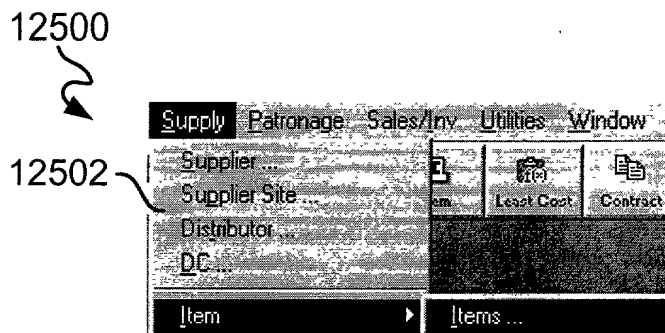 12500
Supply Patronage Sales/Inv Utilities Window
12502
Supplier ...
Supplier Site ...
Least Cost Contract
Distributor ...
DC ...
Item Items ...